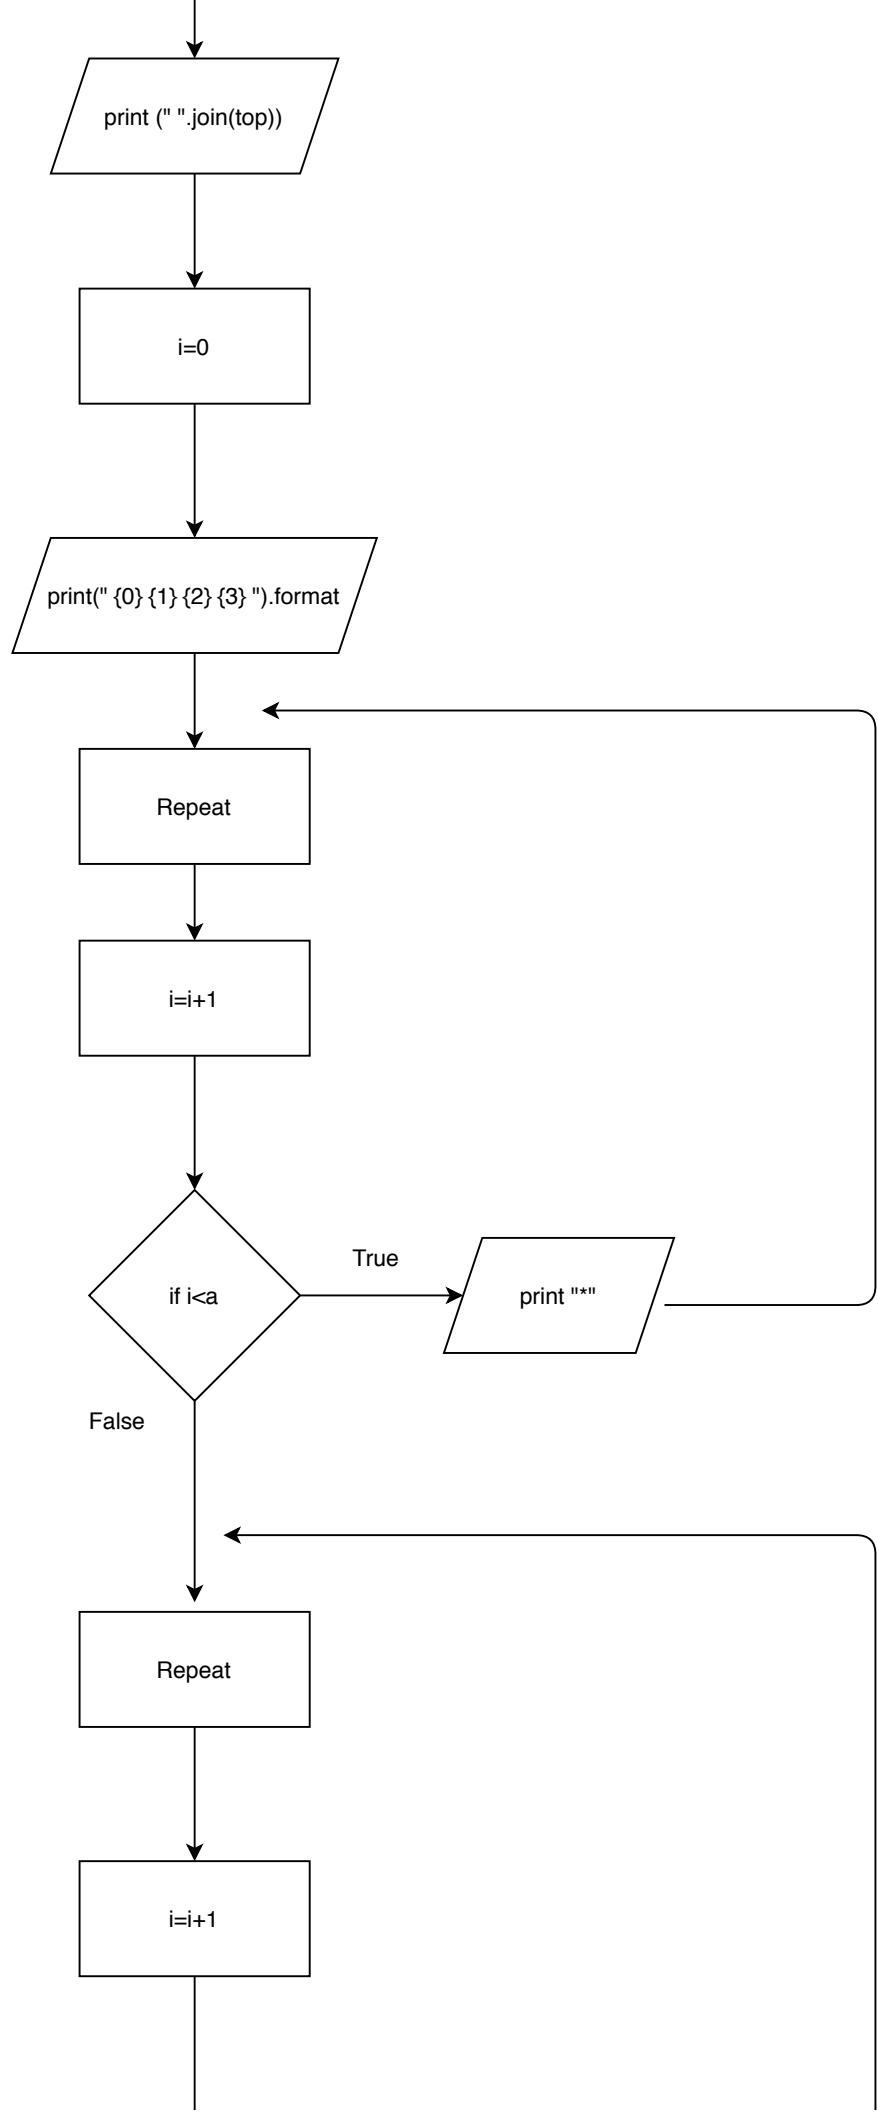 print (" ".join(top))
i=0
print(" {0} {1} {2} {3} ").format
Repeat
i=i+1
True
if i<a
print "*"
False
Repeat
i=i+1